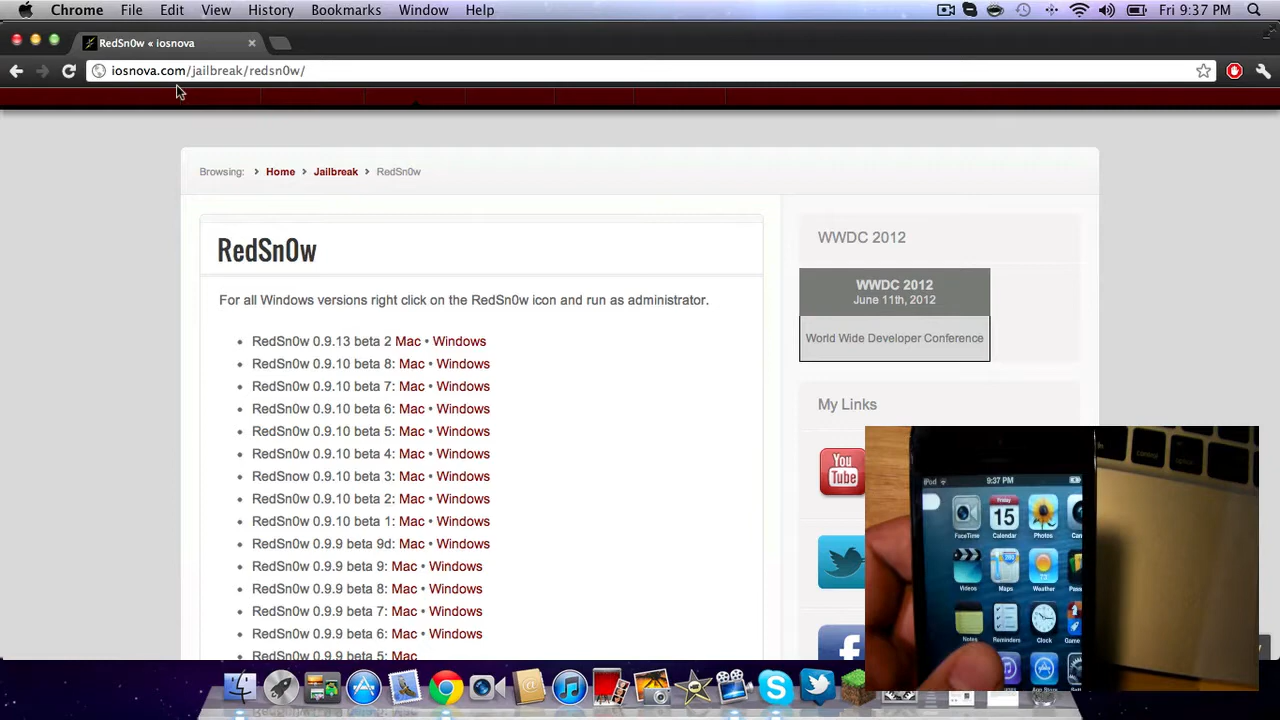 Chrome File Edit View History Bookmarks Window Help Fri 9:37 PM
RedSn0w « iosnova
iosnova.com/jailbreak/redsn0w/
Browsing: Home Jailbreak RedSn0w
RedSn0w
For all Windows versions right click on the RedSn0w icon and run as administrator.
RedSn0w 0.9.13 beta 2 Mac • Windows
RedSn0w 0.9.10 beta 8: Mac • Windows
RedSn0w 0.9.10 beta 7: Mac • Windows
RedSn0w 0.9.10 beta 6: Mac • Windows
RedSn0w 0.9.10 beta 5: Mac • Windows
RedSn0w 0.9.10 beta 4: Mac • Windows
RedSnow 0.9.10 beta 3: Mac • Windows
RedSn0w 0.9.10 beta 2: Mac • Windows
RedSn0w 0.9.10 beta 1: Mac • Windows
RedSn0w 0.9.9 beta 9d: Mac • Windows
RedSn0w 0.9.9 beta 9: Mac • Windows
RedSn0w 0.9.9 beta 8: Mac • Windows
RedSn0w 0.9.9 beta 7: Mac • Windows
RedSn0w 0.9.9 beta 6: Mac • Windows
RedSn0w 0.9.9 beta 5: Mac
WWDC 2012
WWDC 2012
June 11th, 2012
World Wide Developer Conference
My Links
You
Tube
iPod 9:37 PM
Friday
15
FaceTime Calendar Photos
73
Videos Maps Weather
Notes Reminders Clock Game
App Store